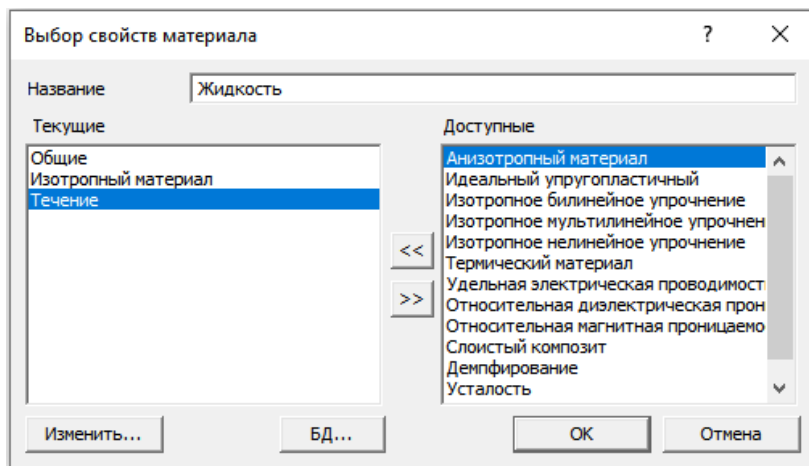 Выбор свойств материала
?
Название
Жидкость
Текущие
Доступные
Общие
Изотропный материал
Течение
<<
>>
Анизотропный материал
Идеальный упругопластичный
Изотропное билинейное упрочнение
Изотропное мультилинейное упрочнен
Изотропное нелинейное упрочнение
Термический материал
Удельная электрическая проводимост
Относительная диэлектрическая прон
Относительная магнитная проницаемо
Слоистый композит
Демпфирование
Усталость
Изменить...
БД...
OK
Отмена